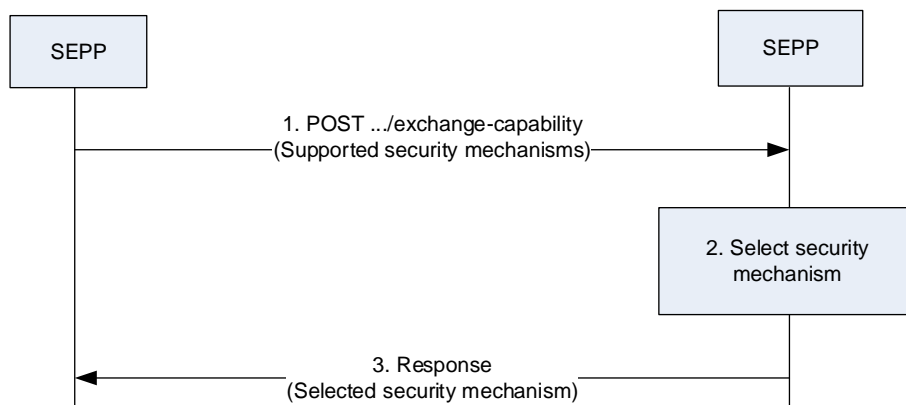 SEPP
SEPP
1. POST .../exchange-capability
(Supported security mechanisms)
2. Select security
mechanism
3. Response
(Selected security mechanism)